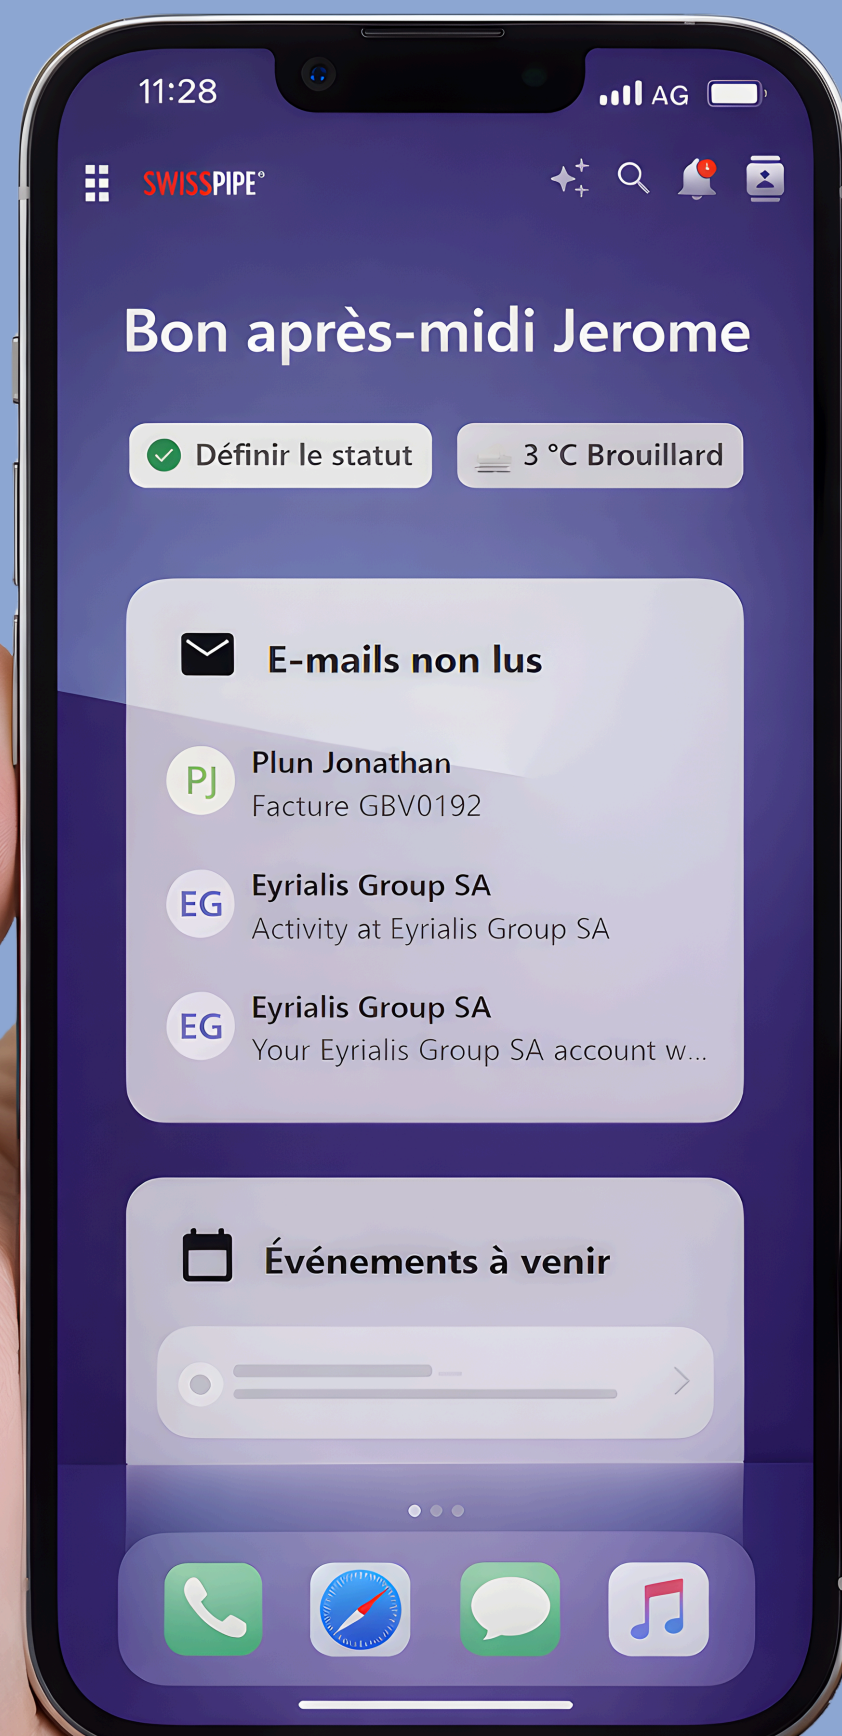 11:28
AG
SWISSPIPE®
Bon après-midi Jerome
Définir le statut
3 °C Brouillard
E-mails non lus
PJ
Plun Jonathan
Facture GBV0192
EG
Eyrialis Group SA
Activity at Eyrialis Group SA
EG
Eyrialis Group SA
Your Eyrialis Group SA account w...
Événements à venir